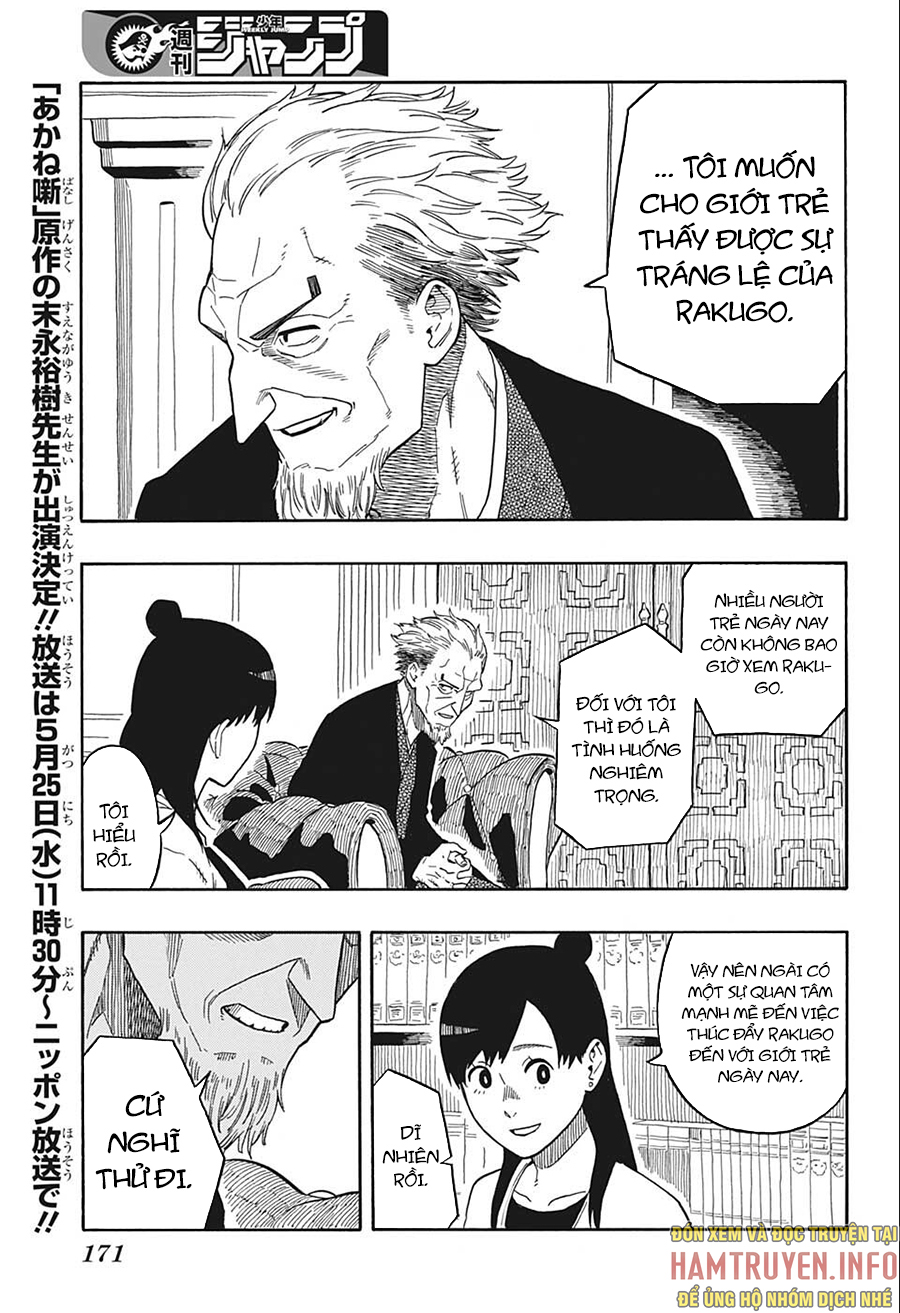 週刊
少年
WEEKLY JUMP
ジャンプ
「あかね噺」原作の末永裕樹先生が出演決定!!放送は5月25日(水)11時30分～ニッポン放送で!!
... TÔI MUỐN
CHO GIỚI TRẺ
THẤY ĐƯỢC SỰ
TRÁNG LỆ CỦA
RAKUGO.
NHIỀU NGƯỜI
TRẺ NGÀY NAY
CÒN KHÔNG BAO
GIỜ XEM RAKU-
GO.
ĐỐI VỚI TÔI
THÌ ĐÓ LÀ
TÌNH HUỐNG
NGHIÊM
TRỌNG.
TÔI
HIỂU
RỒI.
VẬY NÊN NGÀI CÓ
MỘT SỰ QUAN TÂM
MẠNH MẼ ĐẾN VIỆC
THÚC ĐẨY RAKUGO
ĐẾN VỚI GIỚI TRẺ
NGÀY NAY.
DĨ
NHIÊN
RỒI.
CỨ
NGHĨ
THỬ ĐI.
171
ĐÓN XEM VÀ ĐỌC TRUYỆN TẠI
HAMTRUYEN.INFO
ĐỂ ỦNG HỘ NHÓM DỊCH NHÉ